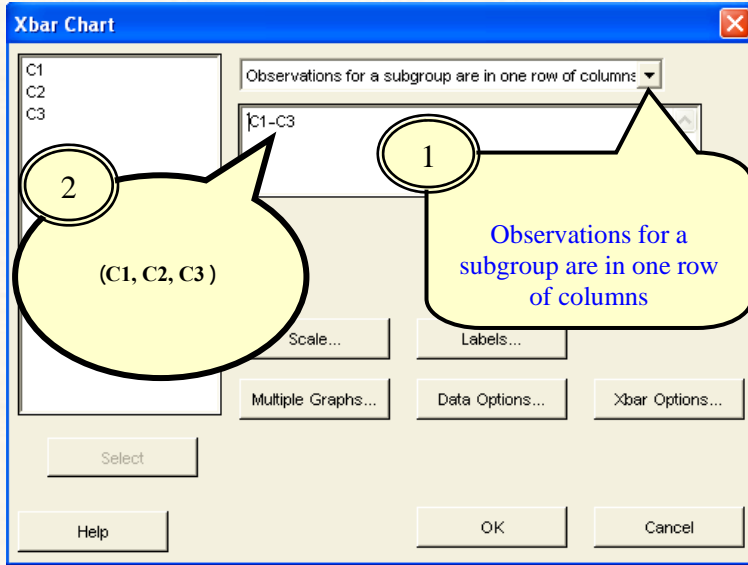 Xbar Chart
C1
C2
C3
Observations for a subgroup are in one row of columns
C1-C3
1
2
Observations for a
subgroup are in one row
of columns
(C1, C2, C3 )
Scale...
Labels...
Multiple Graphs...
Data Options...
Xbar Options...
Select
Help
OK
Cancel